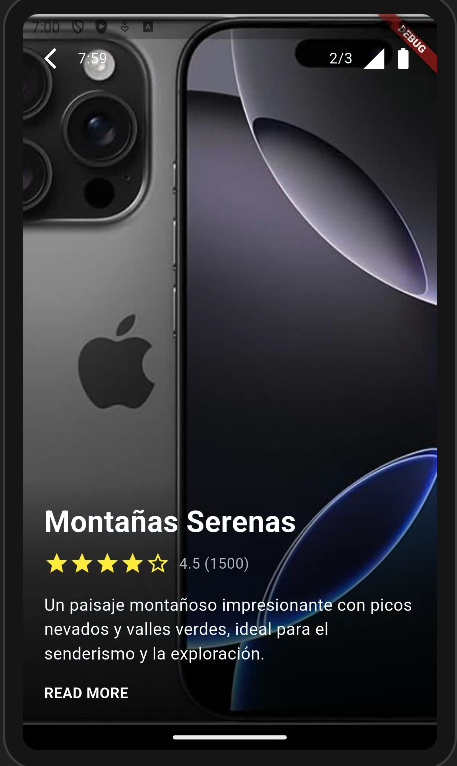 7:00
DEBUG
7:59
2/3
Montañas Serenas
4.5 (1500)
Un paisaje montañoso impresionante con picos
nevados y valles verdes, ideal para el
senderismo y la exploración.
READ MORE